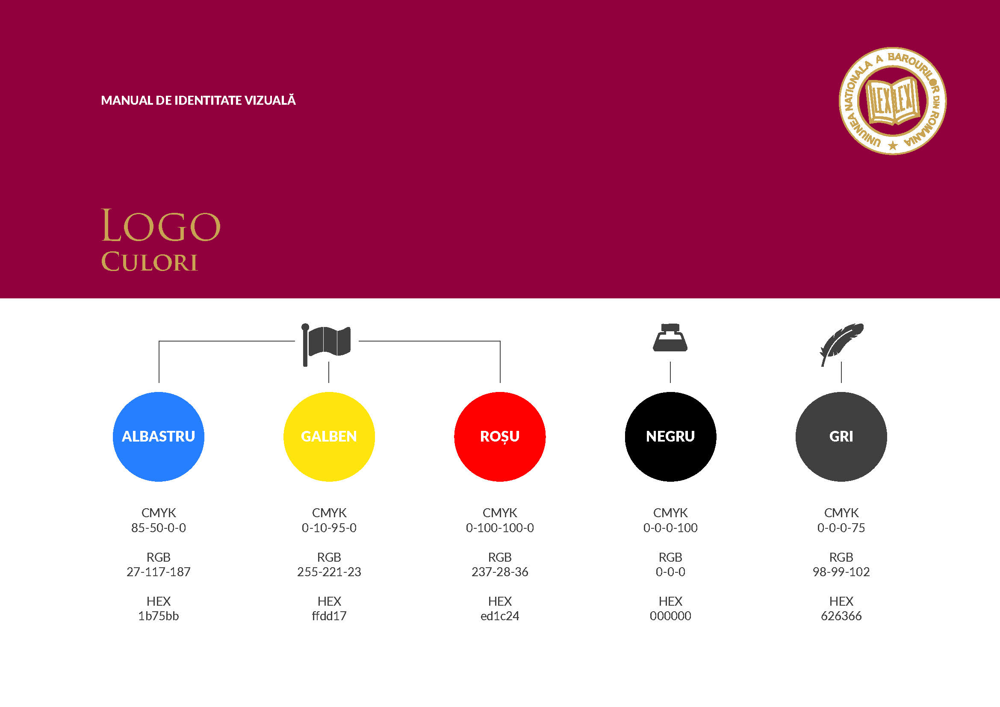 MANUAL DE IDENTITATE VIZUALĂ
UNIUNEA NATIONALA A BAROURILOR DIN ROMANIA
LEX LEX
LOGO
CULORI
ALBASTRU
GALBEN
ROȘU
NEGRU
GRI
CMYK
85-50-0-0
RGB
27-117-187
HEX
1b75bb
CMYK
0-10-95-0
RGB
255-221-23
HEX
ffdd17
CMYK
0-100-100-0
RGB
237-28-36
HEX
ed1c24
CMYK
0-0-0-100
RGB
0-0-0
HEX
000000
CMYK
0-0-0-75
RGB
98-99-102
HEX
626366